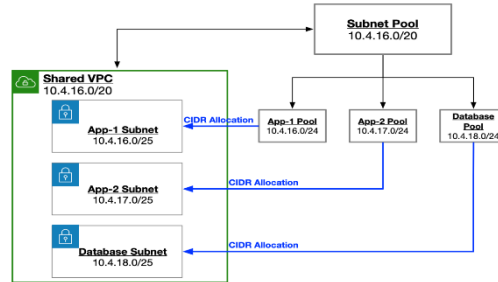 Subnet Pool
10.4.16.0/20
Shared VPC
10.4.16.0/20
App-1 Subnet
10.4.16.0/25
CIDR Allocation
App-1 Pool
10.4.16.0/24
App-2 Pool
10.4.17.0/24
Database
Pool
10.4.18.0/24
App-2 Subnet
10.4.17.0/25
CIDR Allocation
Database Subnet
10.4.18.0/25
CIDR Allocation